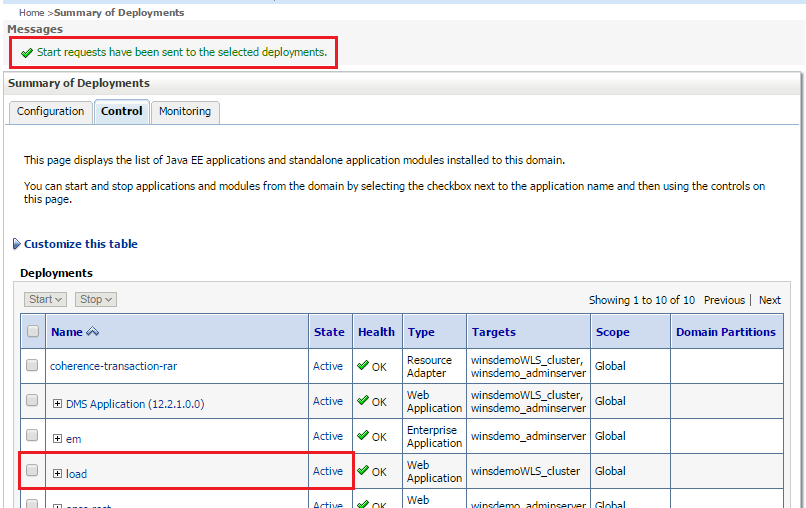 Home >Summary of Deployments
Messages
Start requests have been sent to the selected deployments.
Summary of Deployments
Configuration Control Monitoring
This page displays the list of Java EE applications and standalone application modules installed to this domain.
You can start and stop applications and modules from the domain by selecting the checkbox next to the application name and then using the controls on
this page.
Customize this table
Deployments
Start Stop Showing 1 to 10 of 10 Previous | Next
Name State Health Type Targets Scope Domain Partitions
coherence-transaction-rar Active OK Resource Adapter winsdemoWLS_cluster, winsdemo_adminserver Global
DMS Application (12.2.1.0.0) Active OK Web Application winsdemoWLS_cluster, winsdemo_adminserver Global
em Active OK Enterprise Application winsdemo_adminserver Global
load Active OK Web Application winsdemoWLS_cluster Global
Active OK Web winsdemo_adminserver Global